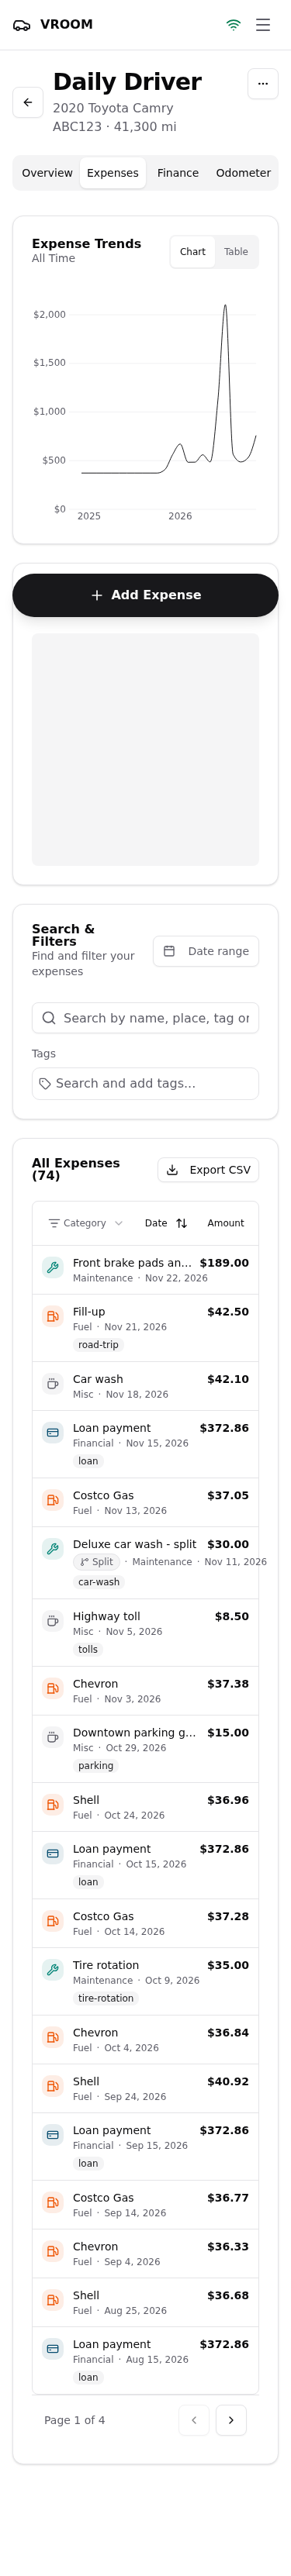 VROOM
Daily Driver
2020 Toyota Camry
ABC123 · 41,300 mi
Overview Expenses Finance Odometer
Expense Trends
All Time
Chart Table
$2,000
$1,500
$1,000
$500
$0
2025 2026
Add Expense
Search &
Filters
Find and filter your
expenses
Date range
Search by name, place, tag or
Tags
Search and add tags...
All Expenses
(74)
Export CSV
Category Date Amount
Front brake pads an... $189.00
Maintenance · Nov 22, 2026
Fill-up $42.50
Fuel · Nov 21, 2026
road-trip
Car wash $42.10
Misc · Nov 18, 2026
Loan payment $372.86
Financial · Nov 15, 2026
loan
Costco Gas $37.05
Fuel · Nov 13, 2026
Deluxe car wash - split $30.00
Split · Maintenance · Nov 11, 2026
car-wash
Highway toll $8.50
Misc · Nov 5, 2026
tolls
Chevron $37.38
Fuel · Nov 3, 2026
Downtown parking g... $15.00
Misc · Oct 29, 2026
parking
Shell $36.96
Fuel · Oct 24, 2026
Loan payment $372.86
Financial · Oct 15, 2026
loan
Costco Gas $37.28
Fuel · Oct 14, 2026
Tire rotation $35.00
Maintenance · Oct 9, 2026
tire-rotation
Chevron $36.84
Fuel · Oct 4, 2026
Shell $40.92
Fuel · Sep 24, 2026
Loan payment $372.86
Financial · Sep 15, 2026
loan
Costco Gas $36.77
Fuel · Sep 14, 2026
Chevron $36.33
Fuel · Sep 4, 2026
Shell $36.68
Fuel · Aug 25, 2026
Loan payment $372.86
Financial · Aug 15, 2026
loan
Page 1 of 4